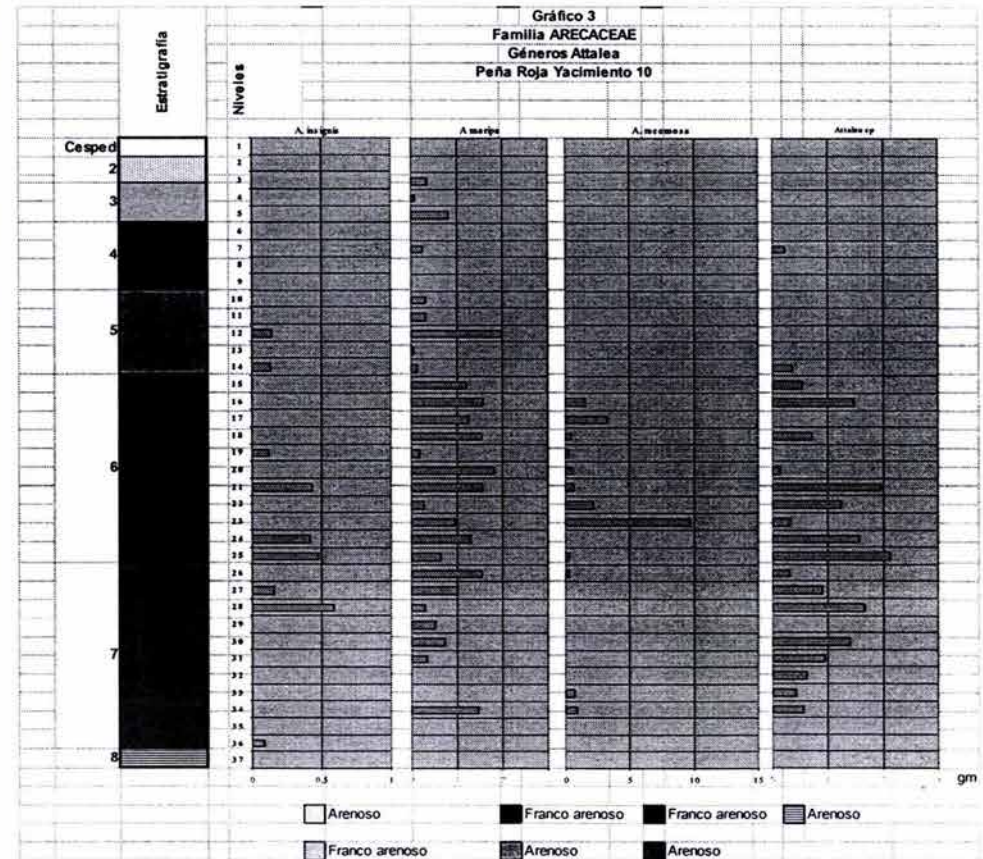 Gráfico 3
Familia ARECACEAE
Géneros Attalea
Peña Roja Yacimiento 10
Estratigrafía
Niveles
A. insignis
A maripa
A. racemosa
Attalea sp
Cesped
2
3
4
5
6
7
8
1
2
3
4
5
6
7
8
9
10
11
12
13
14
15
16
17
18
19
20
21
22
23
24
25
26
27
28
29
30
31
32
33
34
35
36
37
0 0.5 1
0 5 10 15
gm
Arenoso Franco arenoso Franco arenoso Arenoso
Franco arenoso Arenoso Arenoso